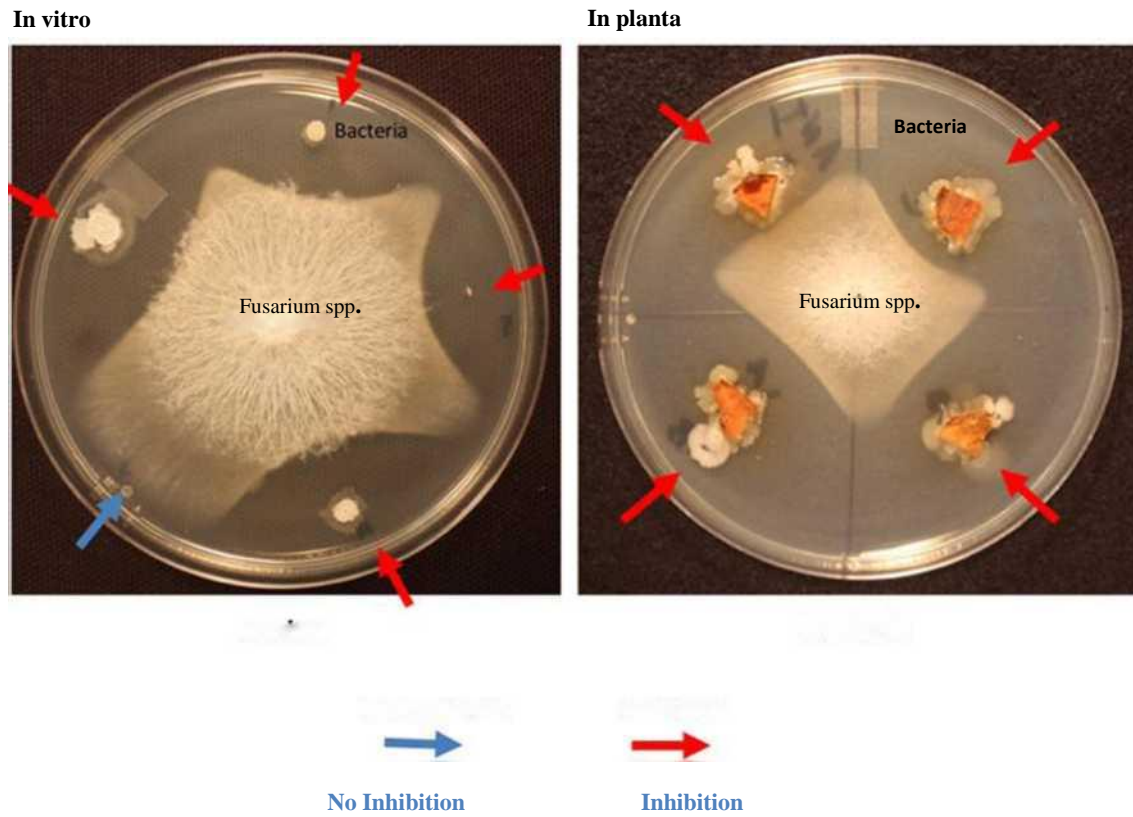 In vitro
In planta
Bacteria
Bacteria
Fusarium spp.
Fusarium spp.
No Inhibition
Inhibition